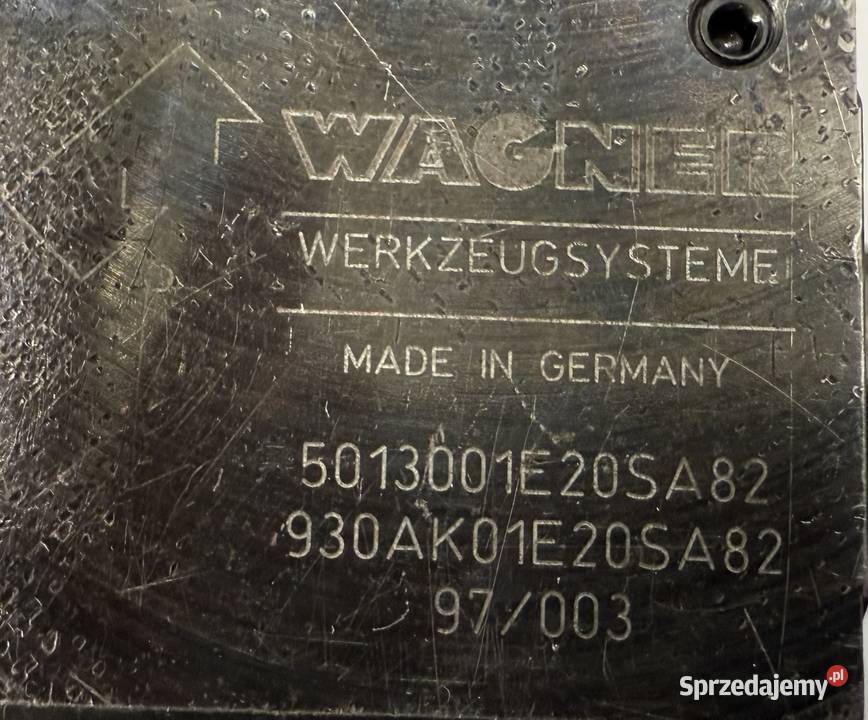 WAGNER
WERKZEUGSYSTEME
MADE IN GERMANY
5013001E20SA82
930AK01E20SA82
97/003
Sprzedajemy.pl